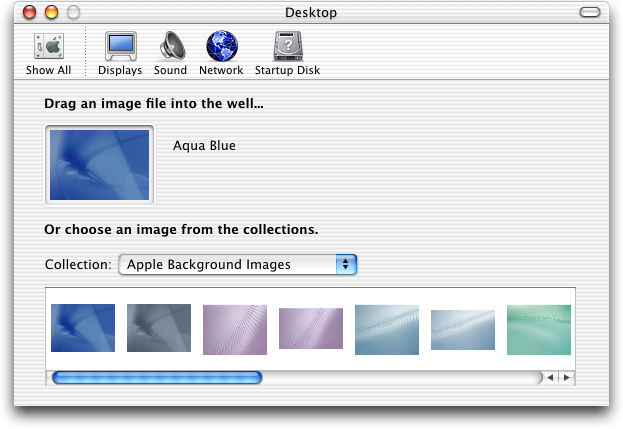 Desktop
Show All Displays Sound Network Startup Disk
Drag an image file into the well...
Aqua Blue
Or choose an image from the collections.
Collection: Apple Background Images